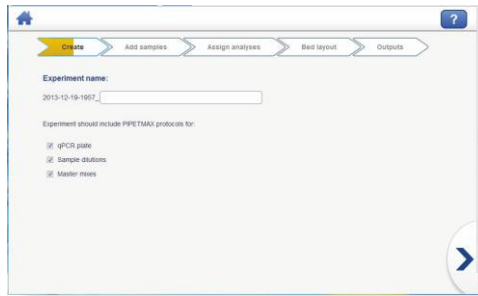 ?
Create
Add samples
Assign analyses
Bed layout
Outputs
Experiment name:
2013-12-19-1957_
Experiment should include PIPETMAX protocols for:
qPCR plate
Sample dilutions
Master mixes